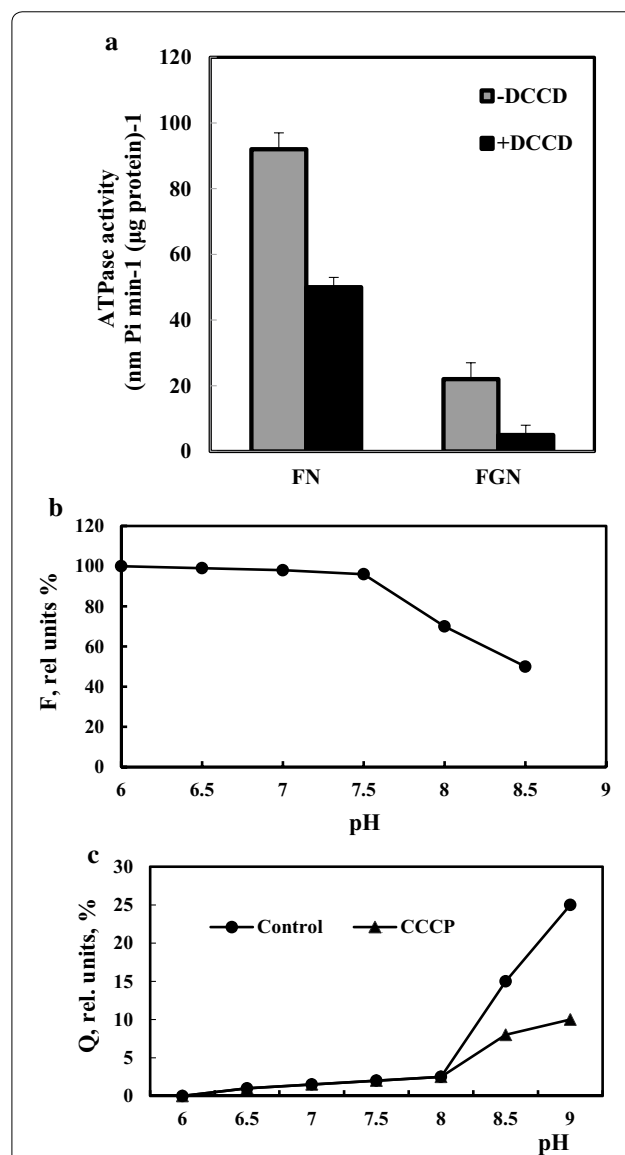 a
120
100
80
60
40
20
0
ATPase activity
(nm Pi min-1 (µg protein)-1
-DCCD
+DCCD
FN FGN
b
120
100
80
60
40
20
0
F, rel units %
6 6.5 7 7.5 8 8.5 9
pH
c
30
25
20
15
10
5
0
Q, rel. units, %
Control CCCP
6 6.5 7 7.5 8 8.5 9
pH